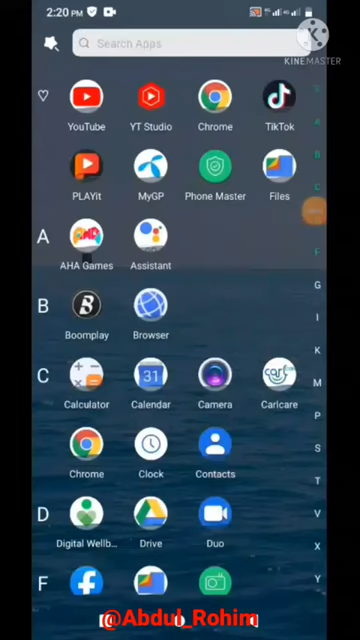 2:20 PM
Search Apps
KINEMASTER
YouTube YT Studio Chrome TikTok
PLAYit MyGP Phone Master Files
A
AHA Games Assistant
B
Boomplay Browser
C
31
Calculator Calendar Camera Carlcare
Chrome Clock Contacts
D
Digital Wellb... Drive Duo
F
@Abdul_Rohim
A
B
C
F
G
I
K
M
P
S
T
V
X
Y